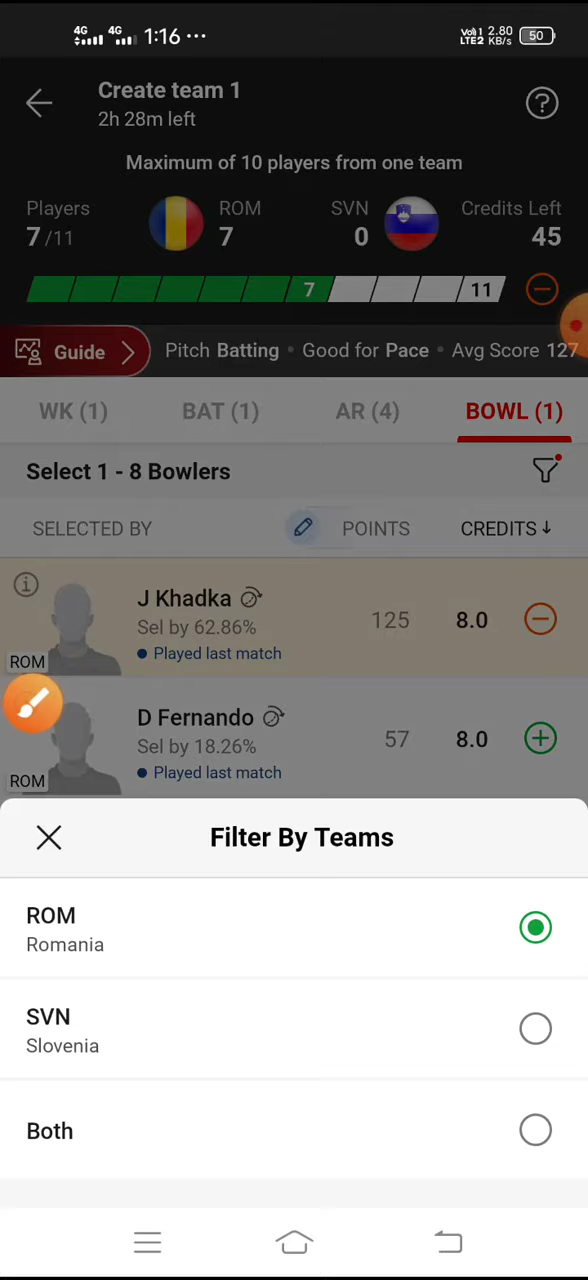 4G 4G 1:16 ··· Vo) 1 LTE2 2.80 KB/s 50
Create team 1
2h 28m left
Maximum of 10 players from one team
Players ROM SVN Credits Left
7 /11 7 0 45
7 11
Guide Pitch Batting • Good for Pace • Avg Score 127
WK (1) BAT (1) AR (4) BOWL (1)
Select 1 - 8 Bowlers
SELECTED BY POINTS CREDITS ↓
J Khadka
Sel by 62.86% 125 8.0
• Played last match
ROM
D Fernando
Sel by 18.26% 57 8.0
• Played last match
ROM
Filter By Teams
ROM
Romania
SVN
Slovenia
Both